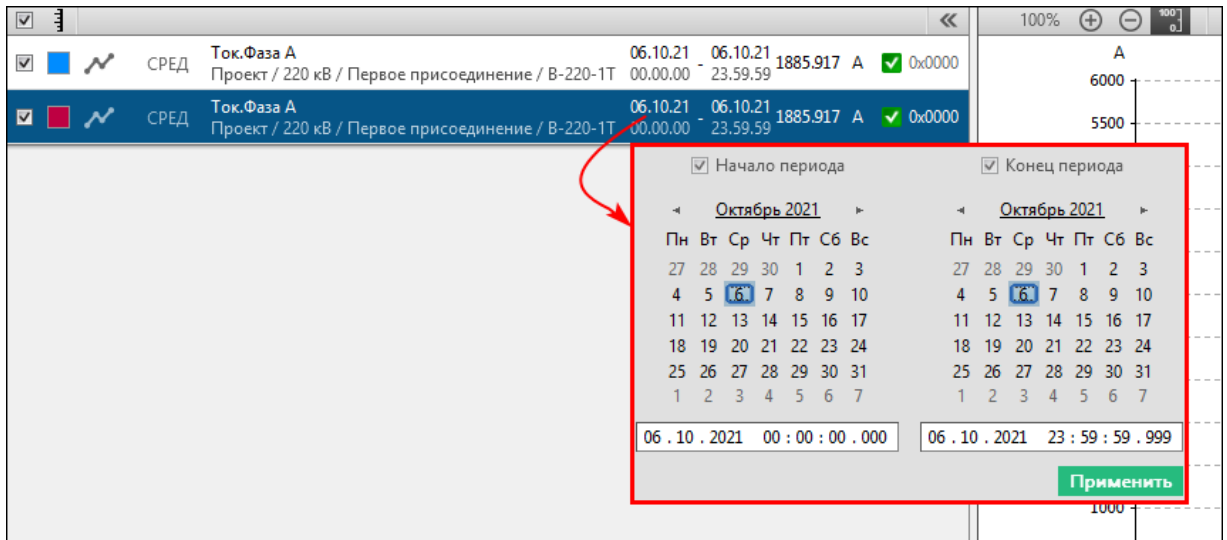 100%
100
0
СРЕД
Ток.Фаза А
Проект / 220 кВ / Первое присоединение / В-220-1Т
06.10.21
00.00.00
-
06.10.21
23.59.59
1885.917 А
0x0000
СРЕД
Ток.Фаза А
Проект / 220 кВ / Первое присоединение / В-220-1Т
06.10.21
00.00.00
-
06.10.21
23.59.59
1885.917 А
0x0000
А
6000
5500
Начало периода
Октябрь 2021
Пн Вт Ср Чт Пт Сб Вс
27 28 29 30 1 2 3
4 5 6 7 8 9 10
11 12 13 14 15 16 17
18 19 20 21 22 23 24
25 26 27 28 29 30 31
1 2 3 4 5 6 7
06 . 10 . 2021 00 : 00 : 00 . 000
Конец периода
Октябрь 2021
Пн Вт Ср Чт Пт Сб Вс
27 28 29 30 1 2 3
4 5 6 7 8 9 10
11 12 13 14 15 16 17
18 19 20 21 22 23 24
25 26 27 28 29 30 31
1 2 3 4 5 6 7
06 . 10 . 2021 23 : 59 : 59 . 999
Применить
1000